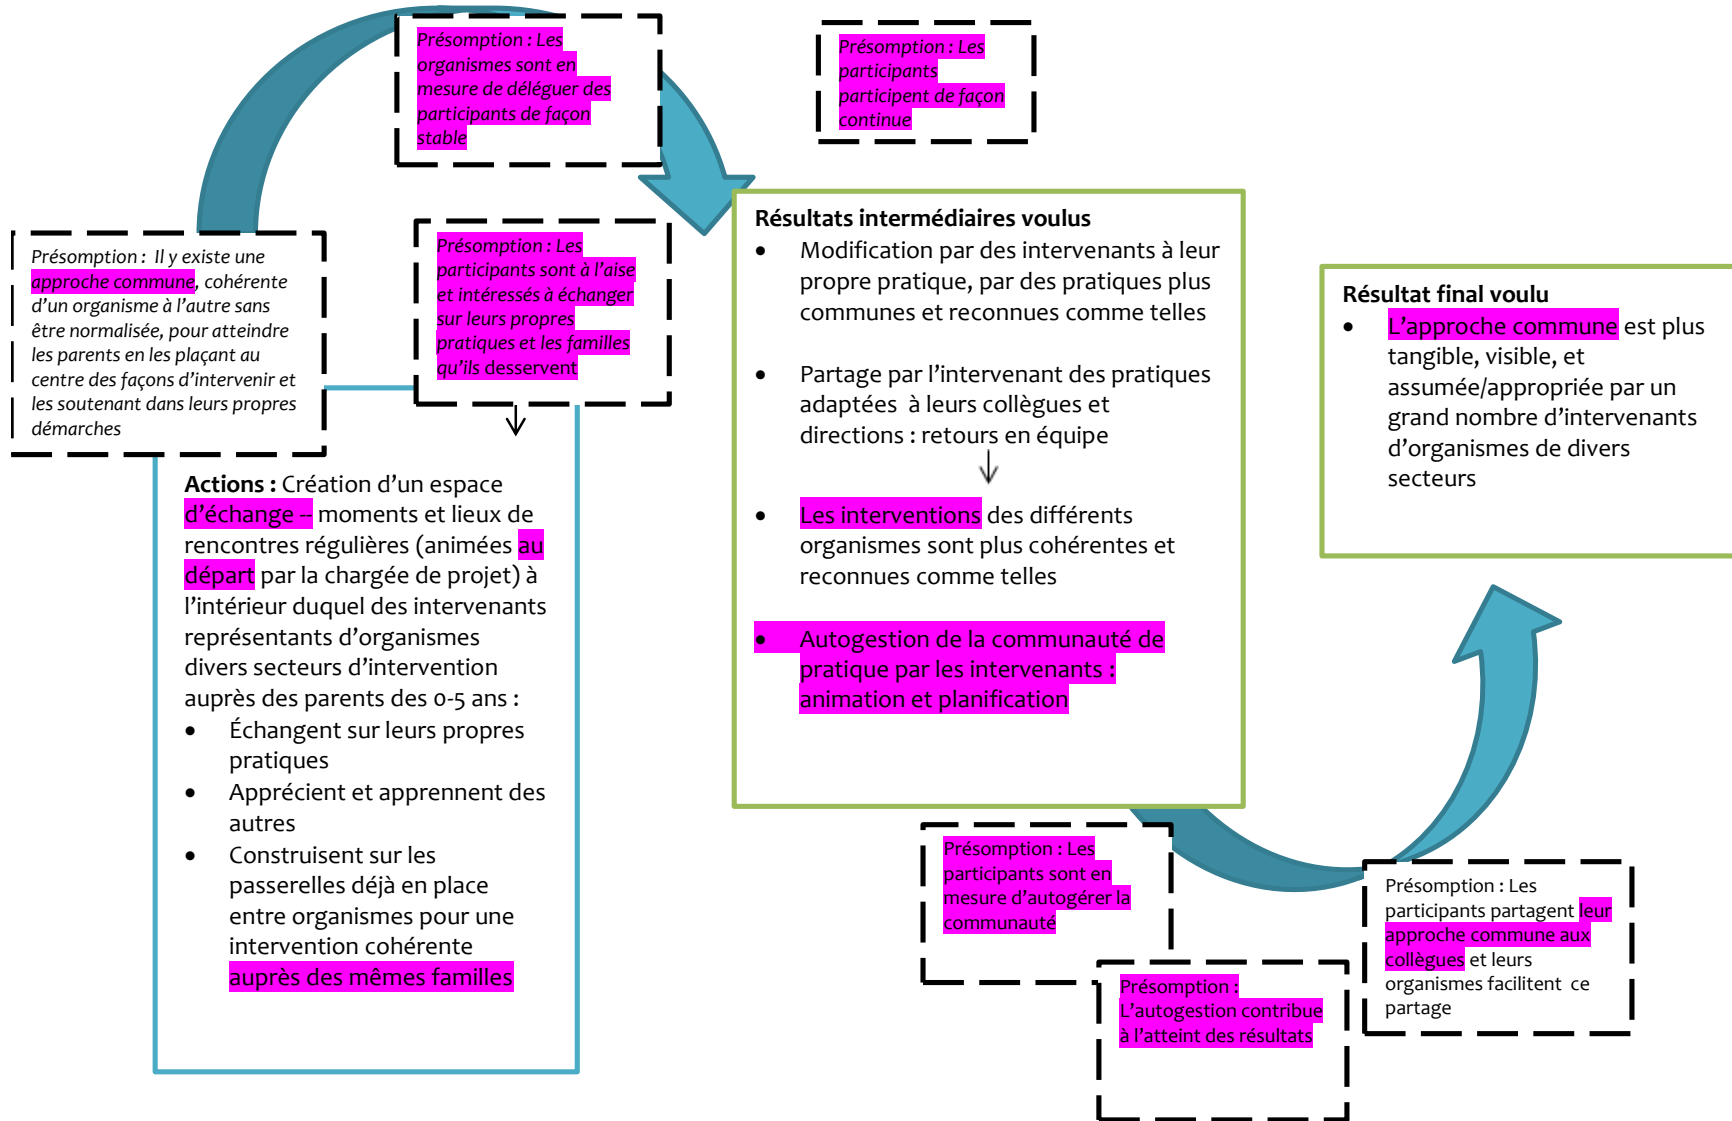 Présomption : Les
organismes sont en
mesure de déléguer des
participants de façon
stable
Présomption : Les
participants
participent de façon
continue
Présomption : Il y existe une
approche commune, cohérente
d’un organisme à l’autre sans
être normalisée, pour atteindre
les parents en les plaçant au
centre des façons d’intervenir et
les soutenant dans leurs propres
démarches
Présomption : Les
participants sont à l’aise
et intéressés à échanger
sur leurs propres
pratiques et les familles
qu’ils desservent
Actions : Création d’un espace
d’échange – moments et lieux de
rencontres régulières (animées au
départ par la chargée de projet) à
l’intérieur duquel des intervenants
représentants d’organismes
divers secteurs d’intervention
auprès des parents des 0-5 ans :
• Échangent sur leurs propres
pratiques
• Apprécient et apprennent des
autres
• Construisent sur les
passerelles déjà en place
entre organismes pour une
intervention cohérente
auprès des mêmes familles
Résultats intermédiaires voulus
• Modification par des intervenants à leur
propre pratique, par des pratiques plus
communes et reconnues comme telles
• Partage par l’intervenant des pratiques
adaptées à leurs collègues et
directions : retours en équipe
• Les interventions des différents
organismes sont plus cohérentes et
reconnues comme telles
• Autogestion de la communauté de
pratique par les intervenants :
animation et planification
Résultat final voulu
• L’approche commune est plus
tangible, visible, et
assumée/appropriée par un
grand nombre d’intervenants
d’organismes de divers
secteurs
Présomption : Les
participants sont en
mesure d’autogérer la
communauté
Présomption :
L’autogestion contribue
à l’atteint des résultats
Présomption : Les
participants partagent leur
approche commune aux
collègues et leurs
organismes facilitent ce
partage